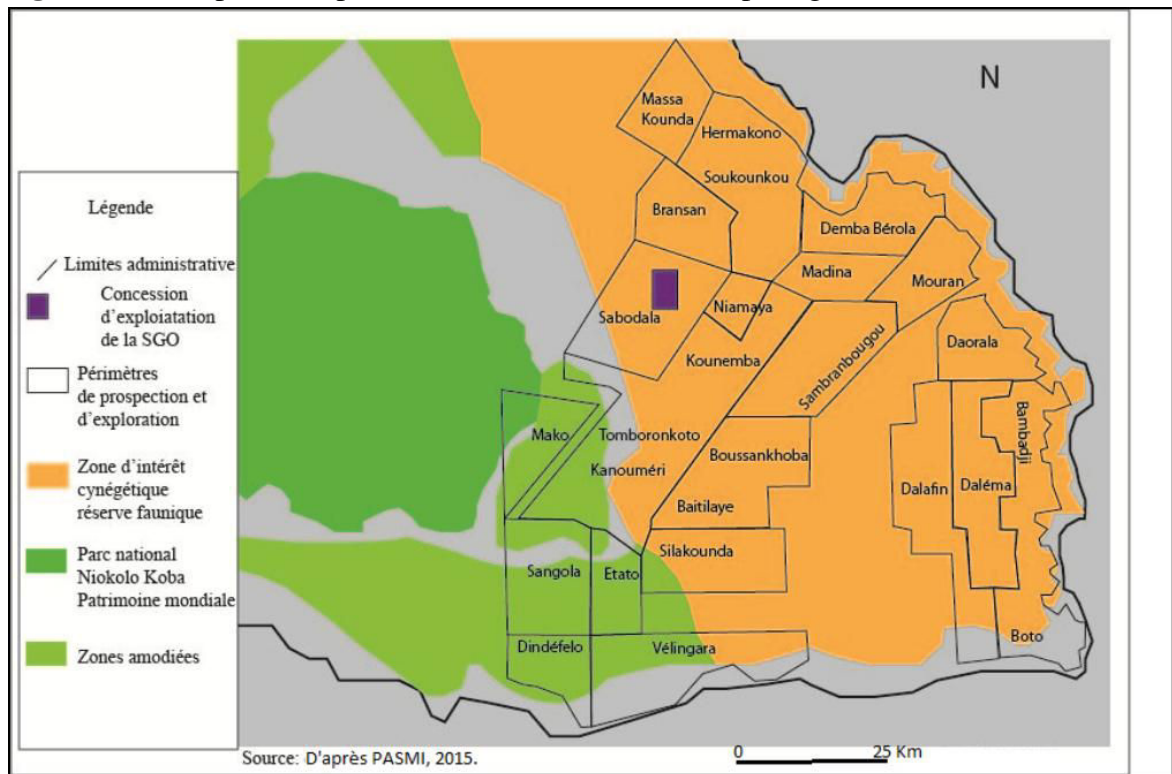 N
Massa
Kounda
Hermakono
Soukounkou
Bransan
Demba Bérola
Madina
Mouran
Niamaya
Sabodala
Kounemba
Sambranbougou
Daorala
Bambadji
Mako
Tomboronkoto
Kanouméri
Boussankhoba
Dalafin
Daléma
Baitilaye
Silakounda
Sangola
Etato
Dindéfelo
Vélingara
Boto
Légende
Limites administrative
Concession
d'exploiatation
de la SGO
Périmètres
de prospection et
d'exploration
Zone d'intérêt
cynégétique
réserve faunique
Parc national
Niokolo Koba
Patrimoine mondiale
Zones amodiées
Source: D'après PASMI, 2015.
0 25 Km